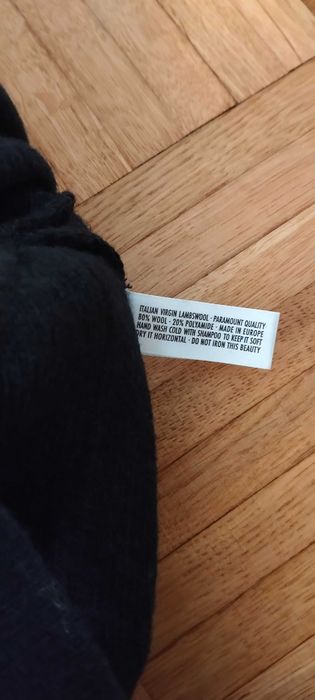 ITALIAN VIRGIN LAMBSWOOL · PARAMOUNT QUALITY
80% WOOL · 20% POLYAMIDE · MADE IN EUROPE
HAND WASH COLD WITH SHAMPOO TO KEEP IT SOFT
DRY IT HORIZONTAL · DO NOT IRON THIS BEAUTY